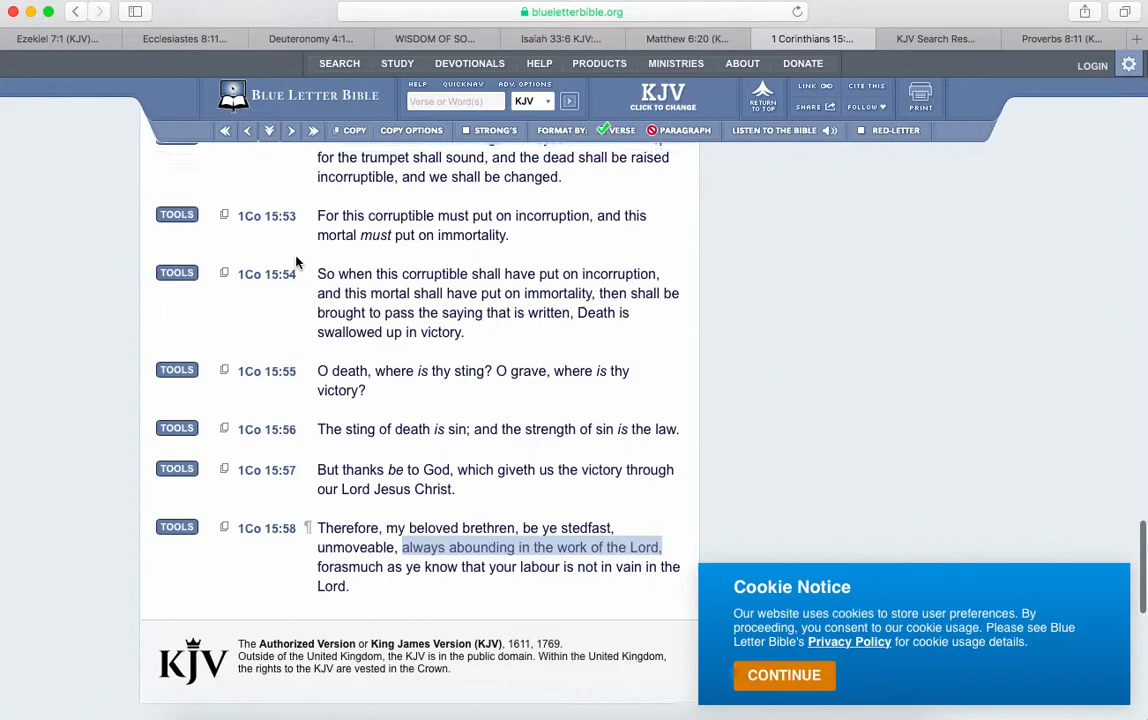 blueletterbible.org
Ezekiel 7:1 (KJV)...
Ecclesiastes 8:11...
Deuteronomy 4:1...
WISDOM OF SO...
Isaiah 33:6 KJV:...
Matthew 6:20 (K...
1 Corinthians 15:...
KJV Search Res...
Proverbs 8:11 (K...
SEARCH STUDY DEVOTIONALS HELP PRODUCTS MINISTRIES ABOUT DONATE LOGIN
BLUE LETTER BIBLE
HELP QUICKNAV ADV. OPTIONS
Verse or Word(s) KJV
KJV
CLICK TO CHANGE
RETURN
TO TOP
LINK CITE THIS
SHARE FOLLOW
PRINT
COPY COPY OPTIONS STRONG'S FORMAT BY: VERSE PARAGRAPH LISTEN TO THE BIBLE RED-LETTER
for the trumpet shall sound, and the dead shall be raised
incorruptible, and we shall be changed.
TOOLS 1Co 15:53 For this corruptible must put on incorruption, and this
mortal must put on immortality.
TOOLS 1Co 15:54 So when this corruptible shall have put on incorruption,
and this mortal shall have put on immortality, then shall be
brought to pass the saying that is written, Death is
swallowed up in victory.
TOOLS 1Co 15:55 O death, where is thy sting? O grave, where is thy
victory?
TOOLS 1Co 15:56 The sting of death is sin; and the strength of sin is the law.
TOOLS 1Co 15:57 But thanks be to God, which giveth us the victory through
our Lord Jesus Christ.
TOOLS 1Co 15:58 ¶ Therefore, my beloved brethren, be ye stedfast,
unmoveable, always abounding in the work of the Lord,
forasmuch as ye know that your labour is not in vain in the
Lord.
KJV
The Authorized Version or King James Version (KJV), 1611, 1769.
Outside of the United Kingdom, the KJV is in the public domain. Within the United Kingdom,
the rights to the KJV are vested in the Crown.
Cookie Notice
Our website uses cookies to store user preferences. By
proceeding, you consent to our cookie usage. Please see Blue
Letter Bible's Privacy Policy for cookie usage details.
CONTINUE